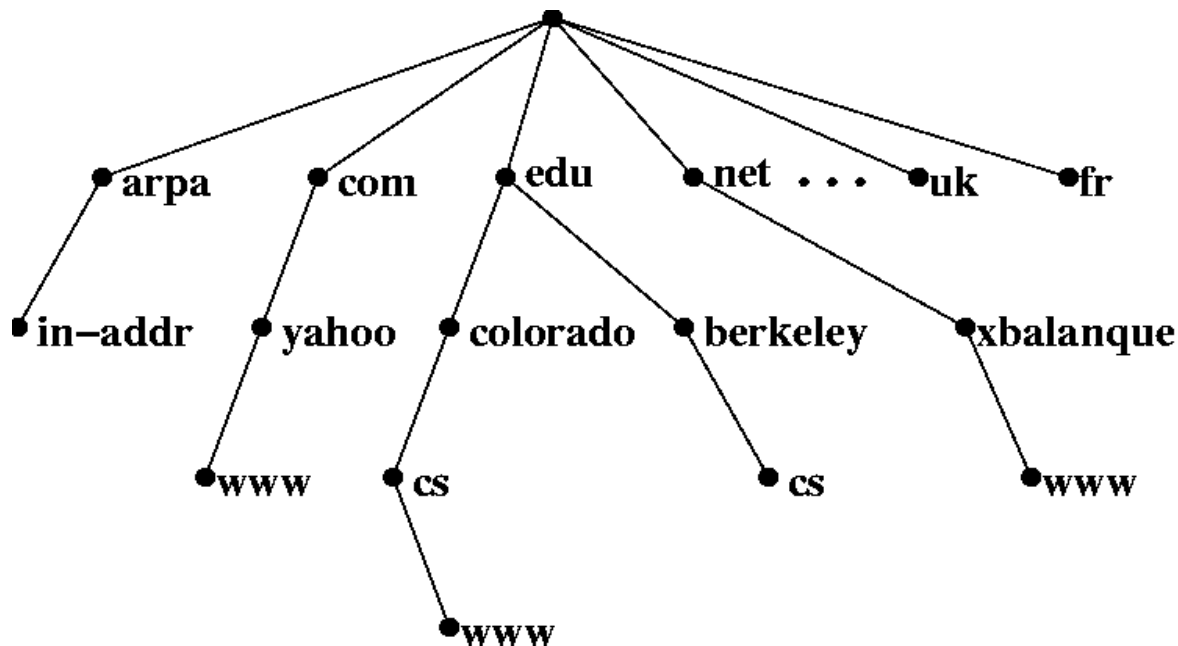 arpa com edu net . . . uk fr
in-addr yahoo colorado berkeley xbalanque
www cs cs www
www